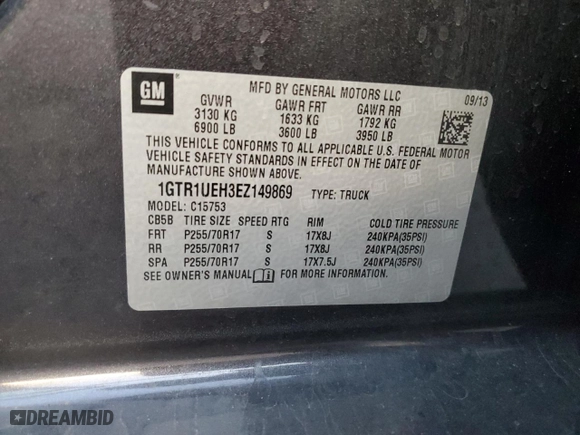 GM
MFD BY GENERAL MOTORS LLC
09/13
GVWR GAWR FRT GAWR RR
3130 KG 1633 KG 1792 KG
6900 LB 3600 LB 3950 LB
THIS VEHICLE CONFORMS TO ALL APPLICABLE U.S. FEDERAL MOTOR
VEHICLE SAFETY STANDARDS IN EFFECT ON THE DATE OF
MANUFACTURE SHOWN ABOVE.
1GTR1UEH3EZ149869 TYPE: TRUCK
MODEL: C15753
CB5B TIRE SIZE SPEED RTG RIM COLD TIRE PRESSURE
FRT P255/70R17 S 17X8J 240KPA(35PSI)
RR P255/70R17 S 17X8J 240KPA(35PSI)
SPA P255/70R17 S 17X7.5J 240KPA(35PSI)
SEE OWNER'S MANUAL FOR MORE INFORMATION.
DREAMBID